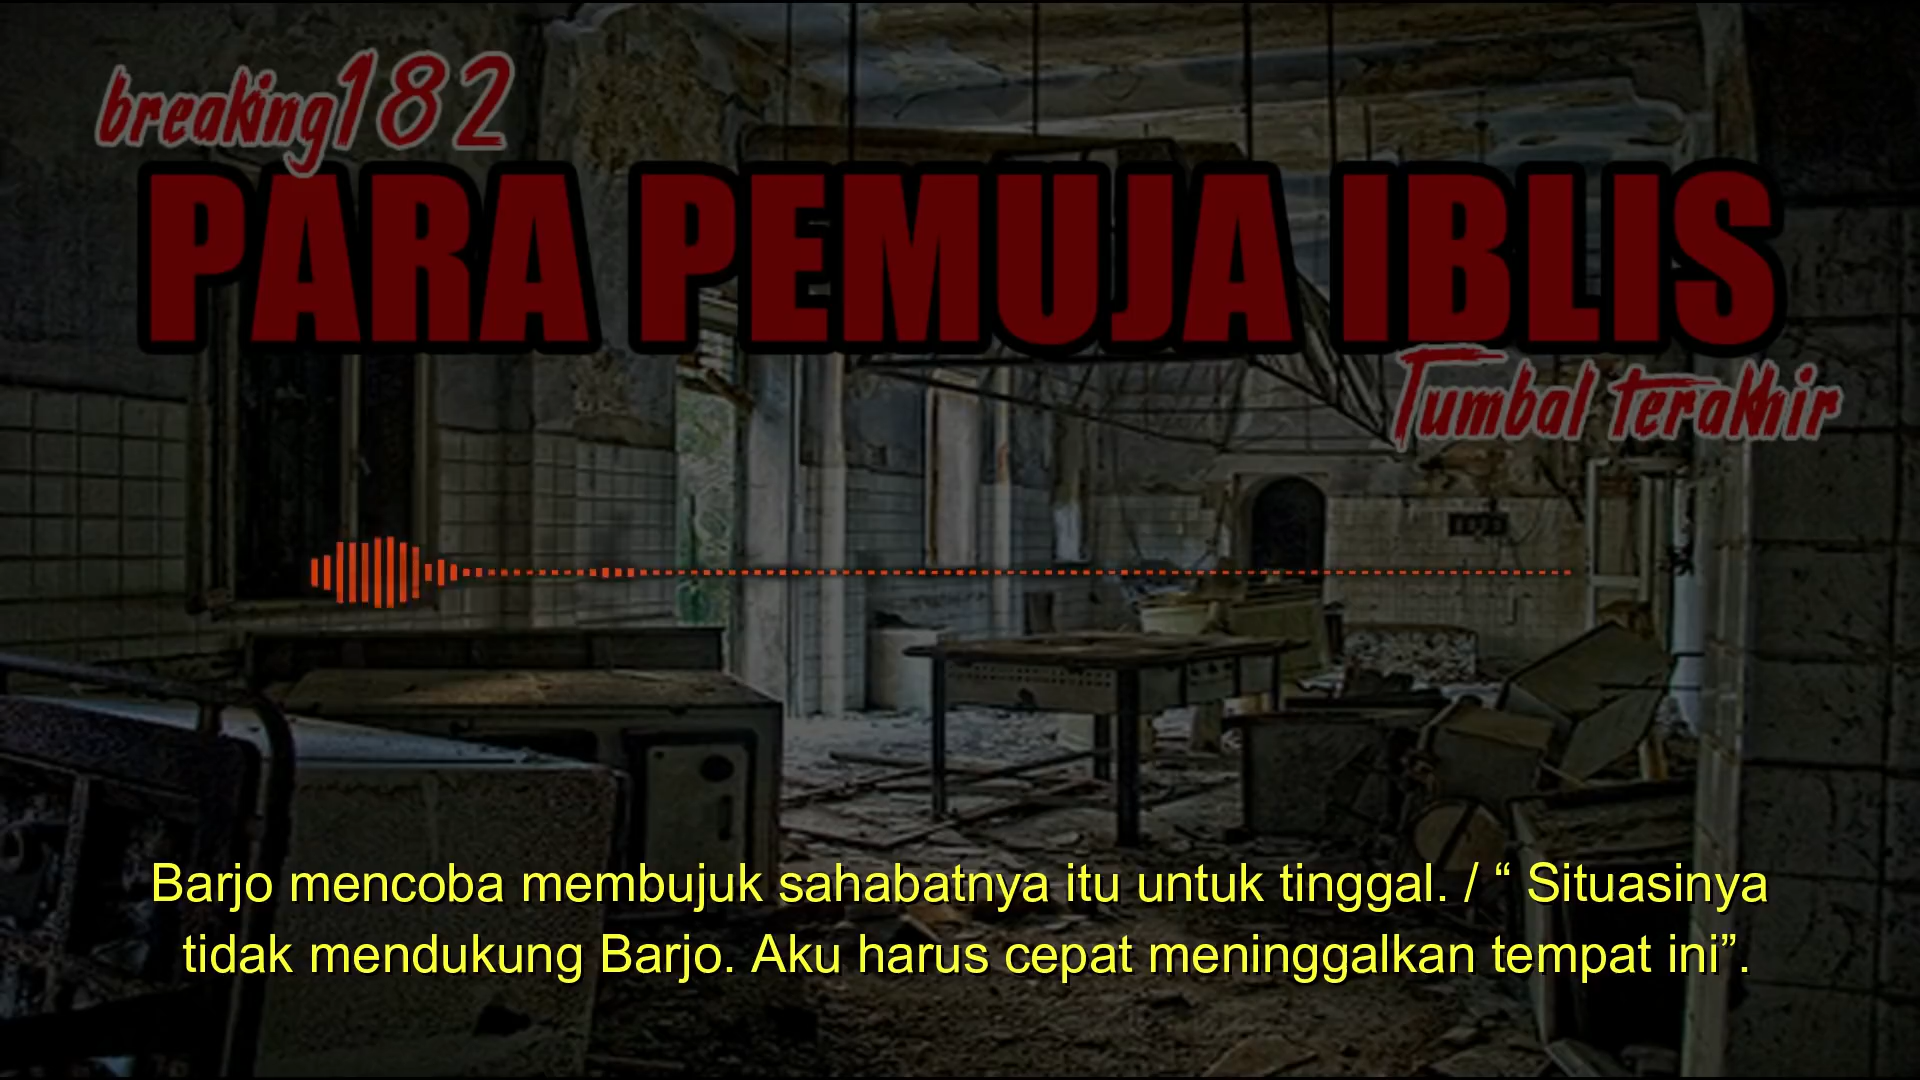 breaking182
PARA PEMUJA IBLIS
Tumbal terakhir
Barjo mencoba membujuk sahabatnya itu untuk tinggal. / “ Situasinya
tidak mendukung Barjo. Aku harus cepat meninggalkan tempat ini”.